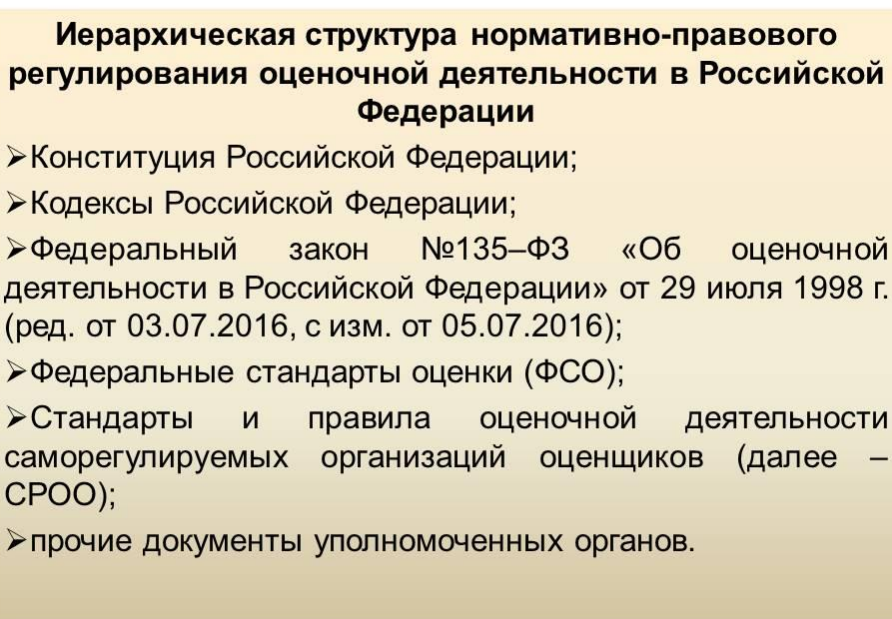 Иерархическая структура нормативно-правового
регулирования оценочной деятельности в Российской
Федерации
➢Конституция Российской Федерации;
➢Кодексы Российской Федерации;
➢Федеральный закон №135–ФЗ «Об оценочной
деятельности в Российской Федерации» от 29 июля 1998 г.
(ред. от 03.07.2016, с изм. от 05.07.2016);
➢Федеральные стандарты оценки (ФСО);
➢Стандарты и правила оценочной деятельности
саморегулируемых организаций оценщиков (далее –
СРОО);
➢прочие документы уполномоченных органов.